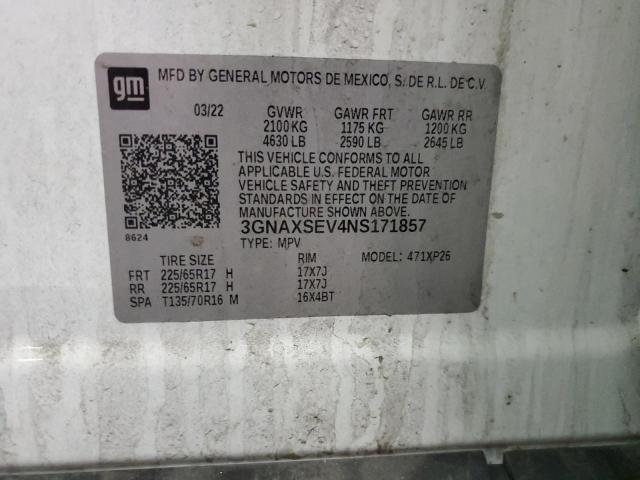 gm
MFD BY GENERAL MOTORS DE MEXICO, S. DE R.L. DE C.V.
03/22 GVWR GAWR FRT GAWR RR
2100 KG 1175 KG 1200 KG
4630 LB 2590 LB 2645 LB
THIS VEHICLE CONFORMS TO ALL
APPLICABLE U.S. FEDERAL MOTOR
VEHICLE SAFETY AND THEFT PREVENTION
STANDARDS IN EFFECT ON THE DATE OF
MANUFACTURE SHOWN ABOVE.
8624
3GNAXSEV4NS171857
TYPE: MPV MODEL: 471XP26
TIRE SIZE RIM
FRT 225/65R17 H 17X7J
RR 225/65R17 H 17X7J
SPA T135/70R16 M 16X4BT